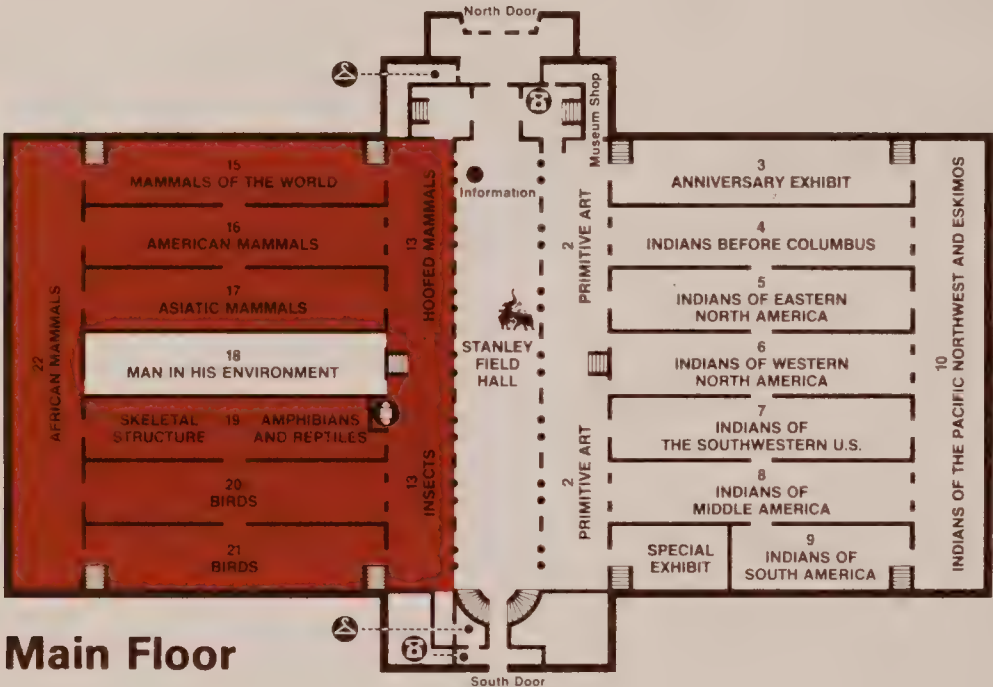 North Door
Museum Shop
Information
15
MAMMALS OF THE WORLD
16
AMERICAN MAMMALS
17
ASIATIC MAMMALS
18
MAN IN HIS ENVIRONMENT
SKELETAL
STRUCTURE
19
AMPHIBIANS
AND REPTILES
20
BIRDS
21
BIRDS
22
AFRICAN MAMMALS
13
HOOFED MAMMALS
13
INSECTS
STANLEY
FIELD
HALL
2
PRIMITIVE ART
2
PRIMITIVE ART
3
ANNIVERSARY EXHIBIT
4
INDIANS BEFORE COLUMBUS
5
INDIANS OF EASTERN
NORTH AMERICA
6
INDIANS OF WESTERN
NORTH AMERICA
7
INDIANS OF
THE SOUTHWESTERN U.S.
8
INDIANS OF
MIDDLE AMERICA
SPECIAL
EXHIBIT
9
INDIANS OF
SOUTH AMERICA
10
INDIANS OF THE PACIFIC NORTHWEST AND ESKIMOS
Main Floor
South Door